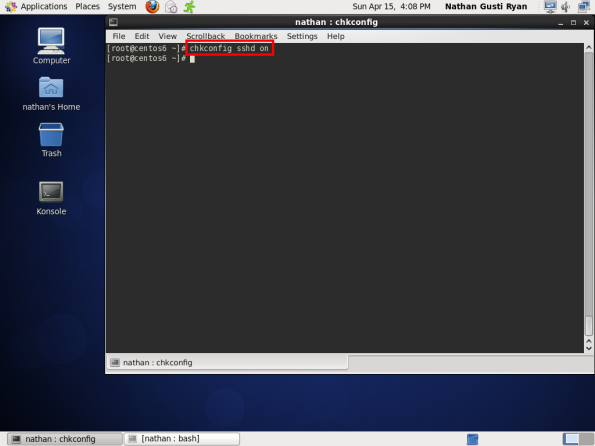 Applications Places System Sun Apr 15, 4:08 PM Nathan Gusti Ryan
nathan : chkconfig
File Edit View Scrollback Bookmarks Settings Help
[root@centos6 ~]# chkconfig sshd on
[root@centos6 ~]#
Computer
nathan's Home
Trash
Konsole
nathan : chkconfig
nathan : chkconfig [nathan : bash]